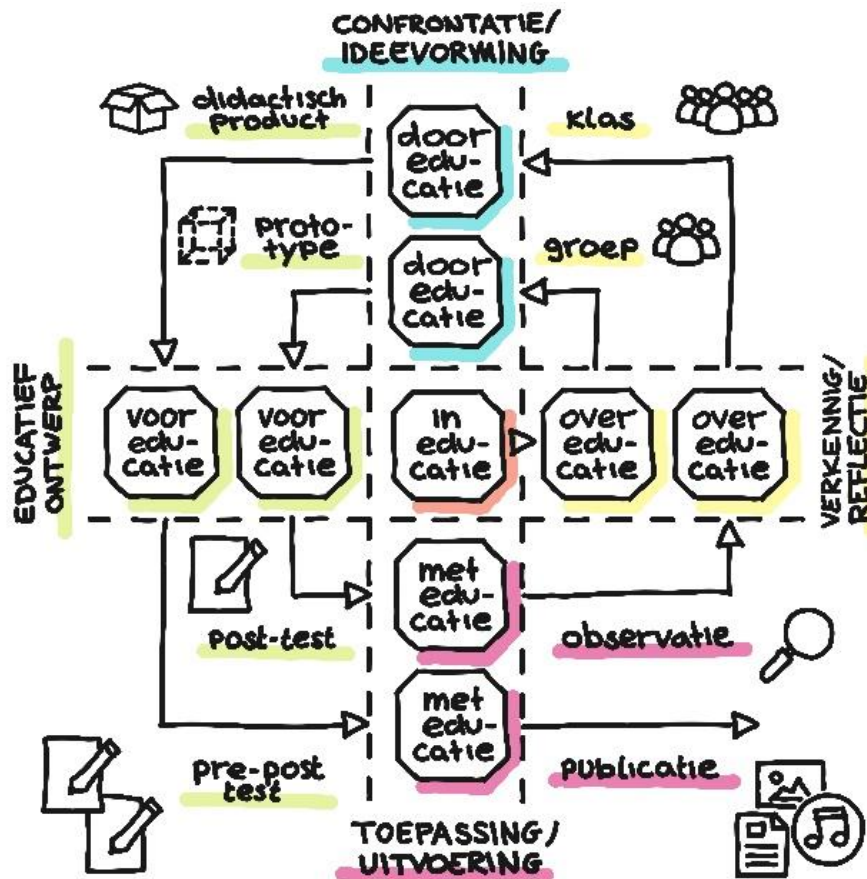 CONFRONTATIE/
IDEEVORMING
didactisch
product
klas
door
edu-
catie
proto-
type
groep
door
edu-
catie
EDUCATIEF
ONTWERP
voor
edu-
catie
voor
edu-
catie
in
edu-
catie
over
edu-
catie
over
edu-
catie
VERKENNIG/
REFLECTIE
met
edu-
catie
post-test
observatie
met
edu-
catie
pre-post
test
publicatie
TOEPASSING/
UITVOERING